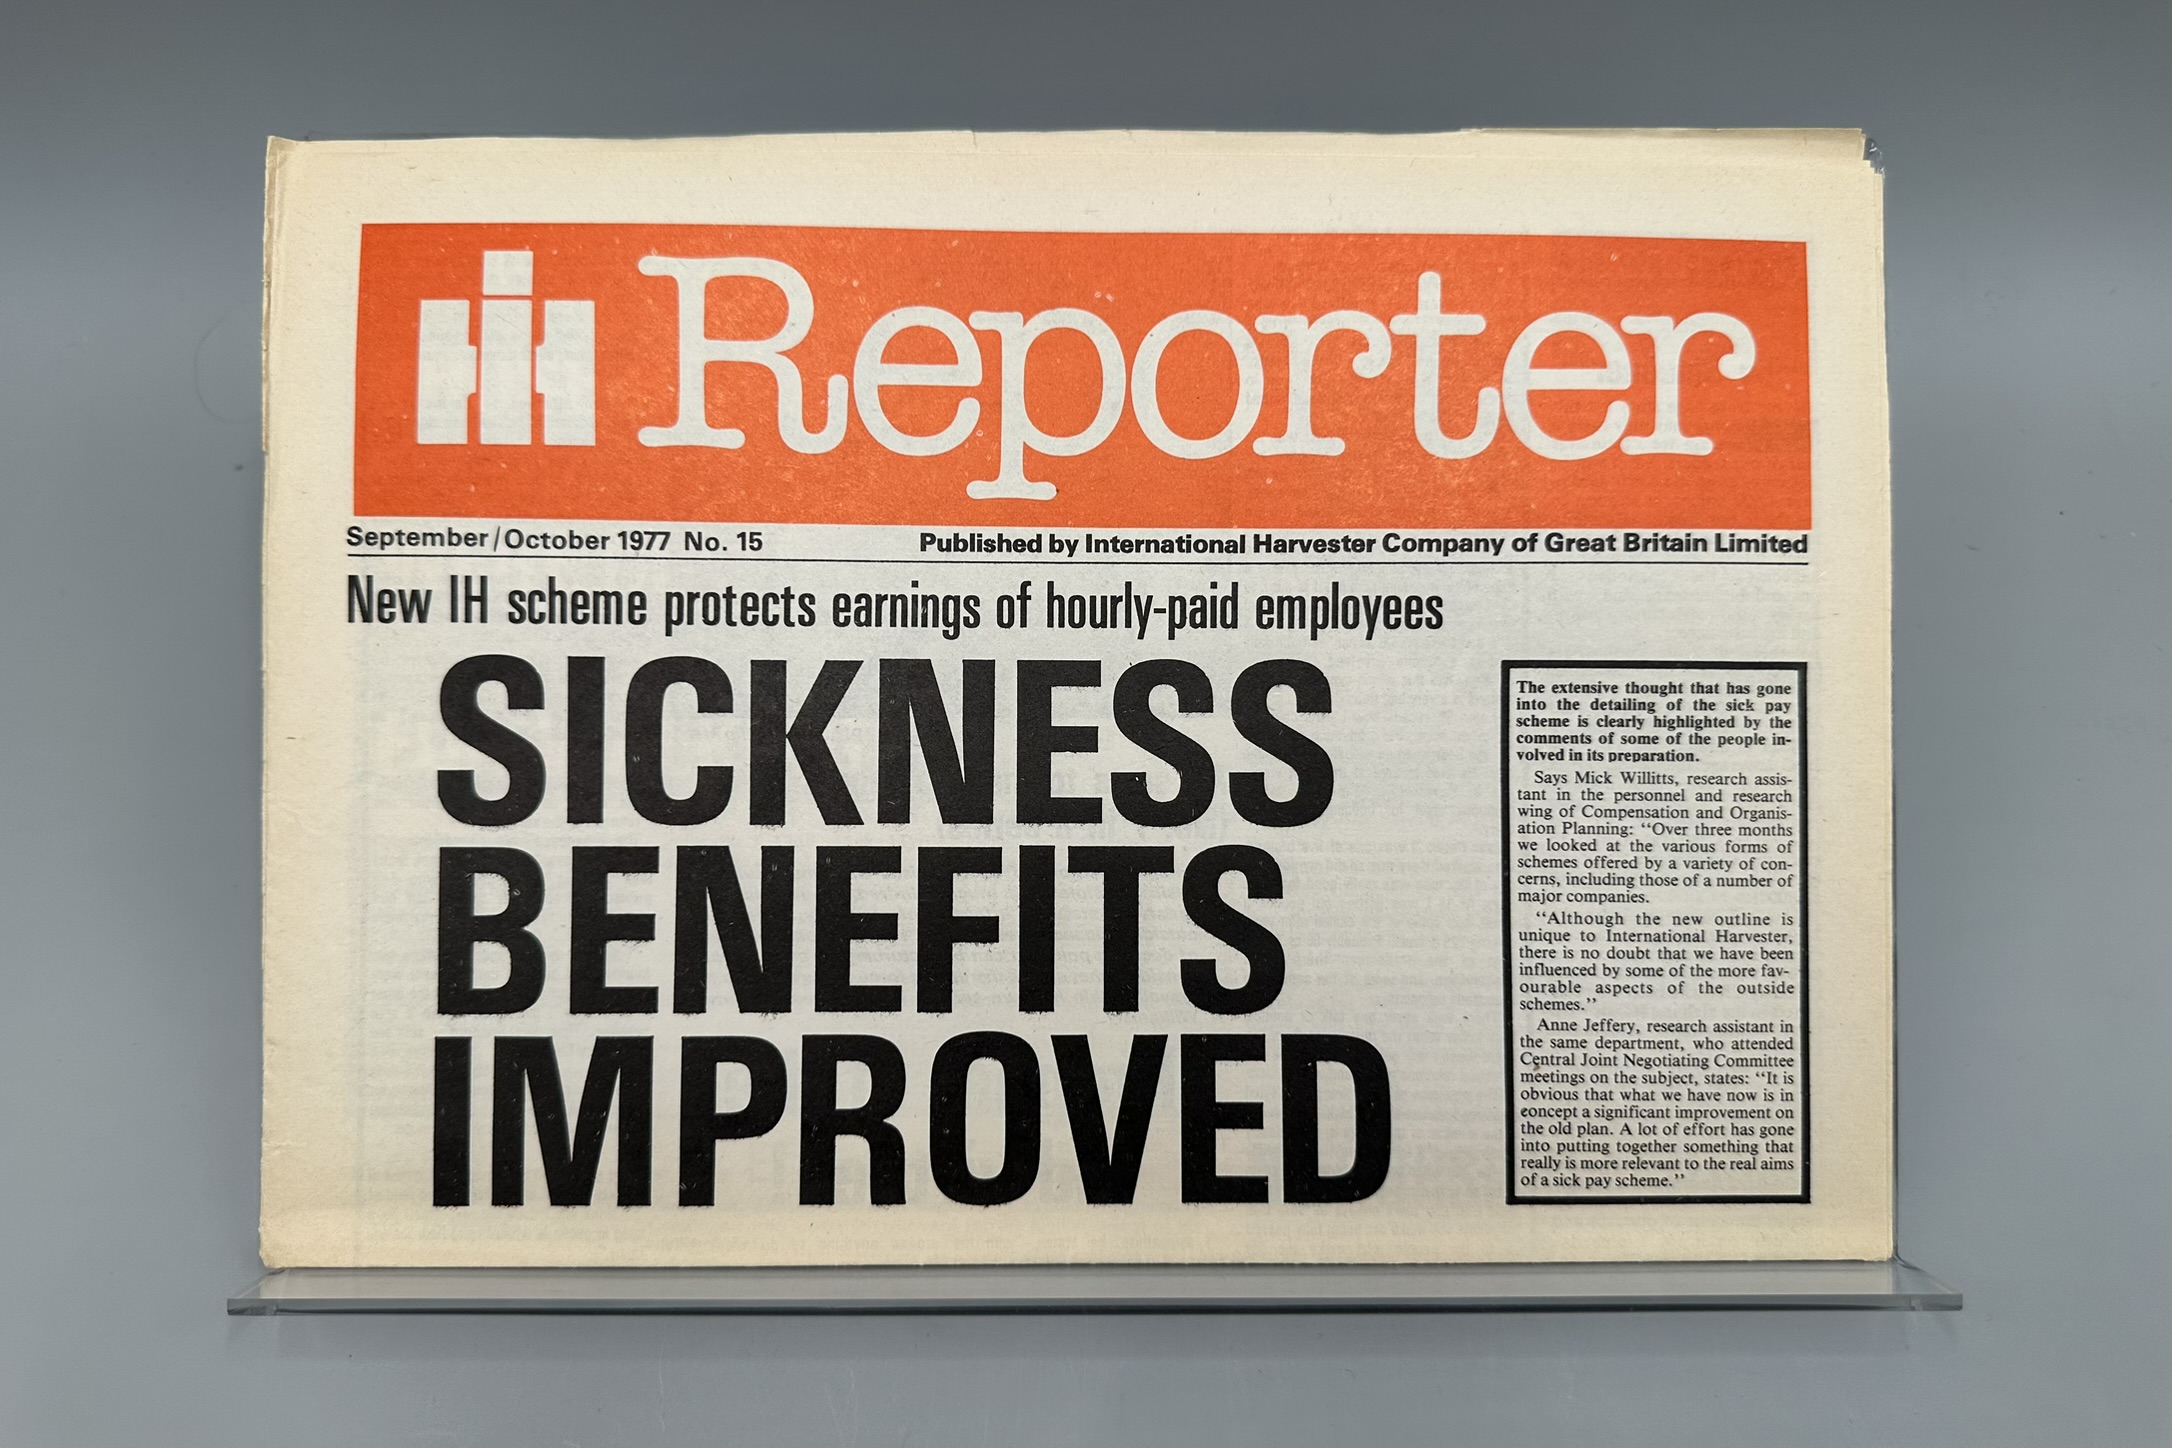 iH Reporter
September/October 1977 No. 15
Published by International Harvester Company of Great Britain Limited
New IH scheme protects earnings of hourly-paid employees
SICKNESS
BENEFITS
IMPROVED
The extensive thought that has gone
into the detailing of the sick pay
scheme is clearly highlighted by the
comments of some of the people in-
volved in its preparation.
Says Mick Willitts, research assis-
tant in the personnel and research
wing of Compensation and Organis-
ation Planning: “Over three months
we looked at the various forms of
schemes offered by a variety of con-
cerns, including those of a number of
major companies.
“Although the new outline is
unique to International Harvester,
there is no doubt that we have been
influenced by some of the more fav-
ourable aspects of the outside
schemes.”
Anne Jeffery, research assistant in
the same department, who attended
Central Joint Negotiating Committee
meetings on the subject, states: “It is
obvious that what we have now is in
concept a significant improvement on
the old plan. A lot of effort has gone
into putting together something that
really is more relevant to the real aims
of a sick pay scheme.”